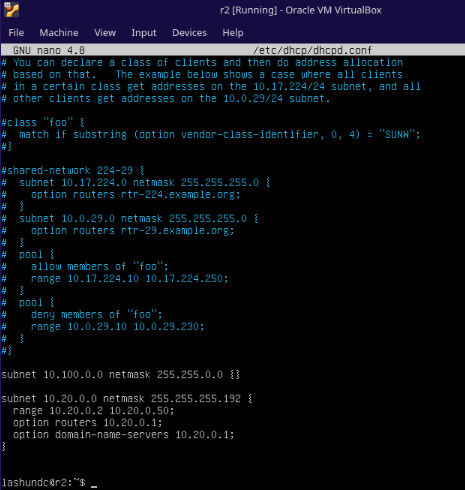 r2 [Running] - Oracle VM VirtualBox
File Machine View Input Devices Help
GNU nano 4.8 /etc/dhcp/dhcpd.conf
# You can declare a class of clients and then do address allocation
# based on that.   The example below shows a case where all clients
# in a certain class get addresses on the 10.17.224/24 subnet, and all
# other clients get addresses on the 10.0.29/24 subnet.
#class "foo" {
#  match if substring (option vendor-class-identifier, 0, 4) = "SUNW";
#}
#shared-network 224-29 {
#  subnet 10.17.224.0 netmask 255.255.255.0 {
#    option routers rtr-224.example.org;
#  }
#  subnet 10.0.29.0 netmask 255.255.255.0 {
#    option routers rtr-29.example.org;
#  }
#  pool {
#    allow members of "foo";
#    range 10.17.224.10 10.17.224.250;
#  }
#  pool {
#    deny members of "foo";
#    range 10.0.29.10 10.0.29.230;
#  }
#}
subnet 10.100.0.0 netmask 255.255.0.0 {}
subnet 10.20.0.0 netmask 255.255.255.192 {
  range 10.20.0.2 10.20.0.50;
  option routers 10.20.0.1;
  option domain-name-servers 10.20.0.1;
}
lashundc@r2:~$ _